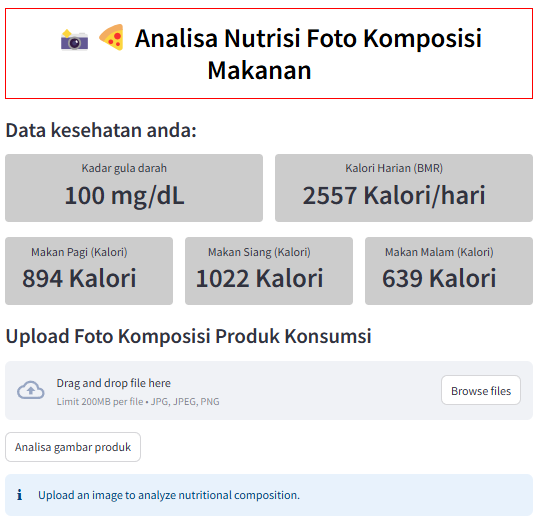 Analisa Nutrisi Foto Komposisi
Makanan
Data kesehatan anda:
Kadar gula darah
100 mg/dL
Kalori Harian (BMR)
2557 Kalori/hari
Makan Pagi (Kalori)
894 Kalori
Makan Siang (Kalori)
1022 Kalori
Makan Malam (Kalori)
639 Kalori
Upload Foto Komposisi Produk Konsumsi
Drag and drop file here
Limit 200MB per file • JPG, JPEG, PNG
Browse files
Analisa gambar produk
Upload an image to analyze nutritional composition.